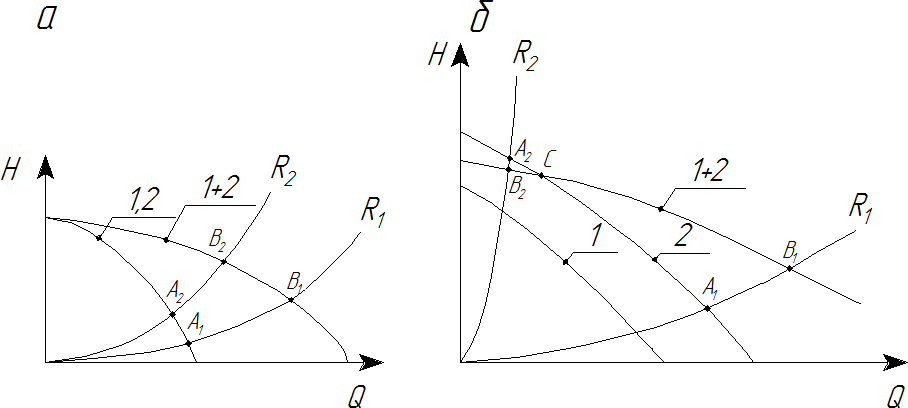 а
H
1,2
1+2
R2
R1
B2
B1
A2
A1
Q
б
H
R2
A2
C
B2
1+2
1
2
R1
B1
A1
Q